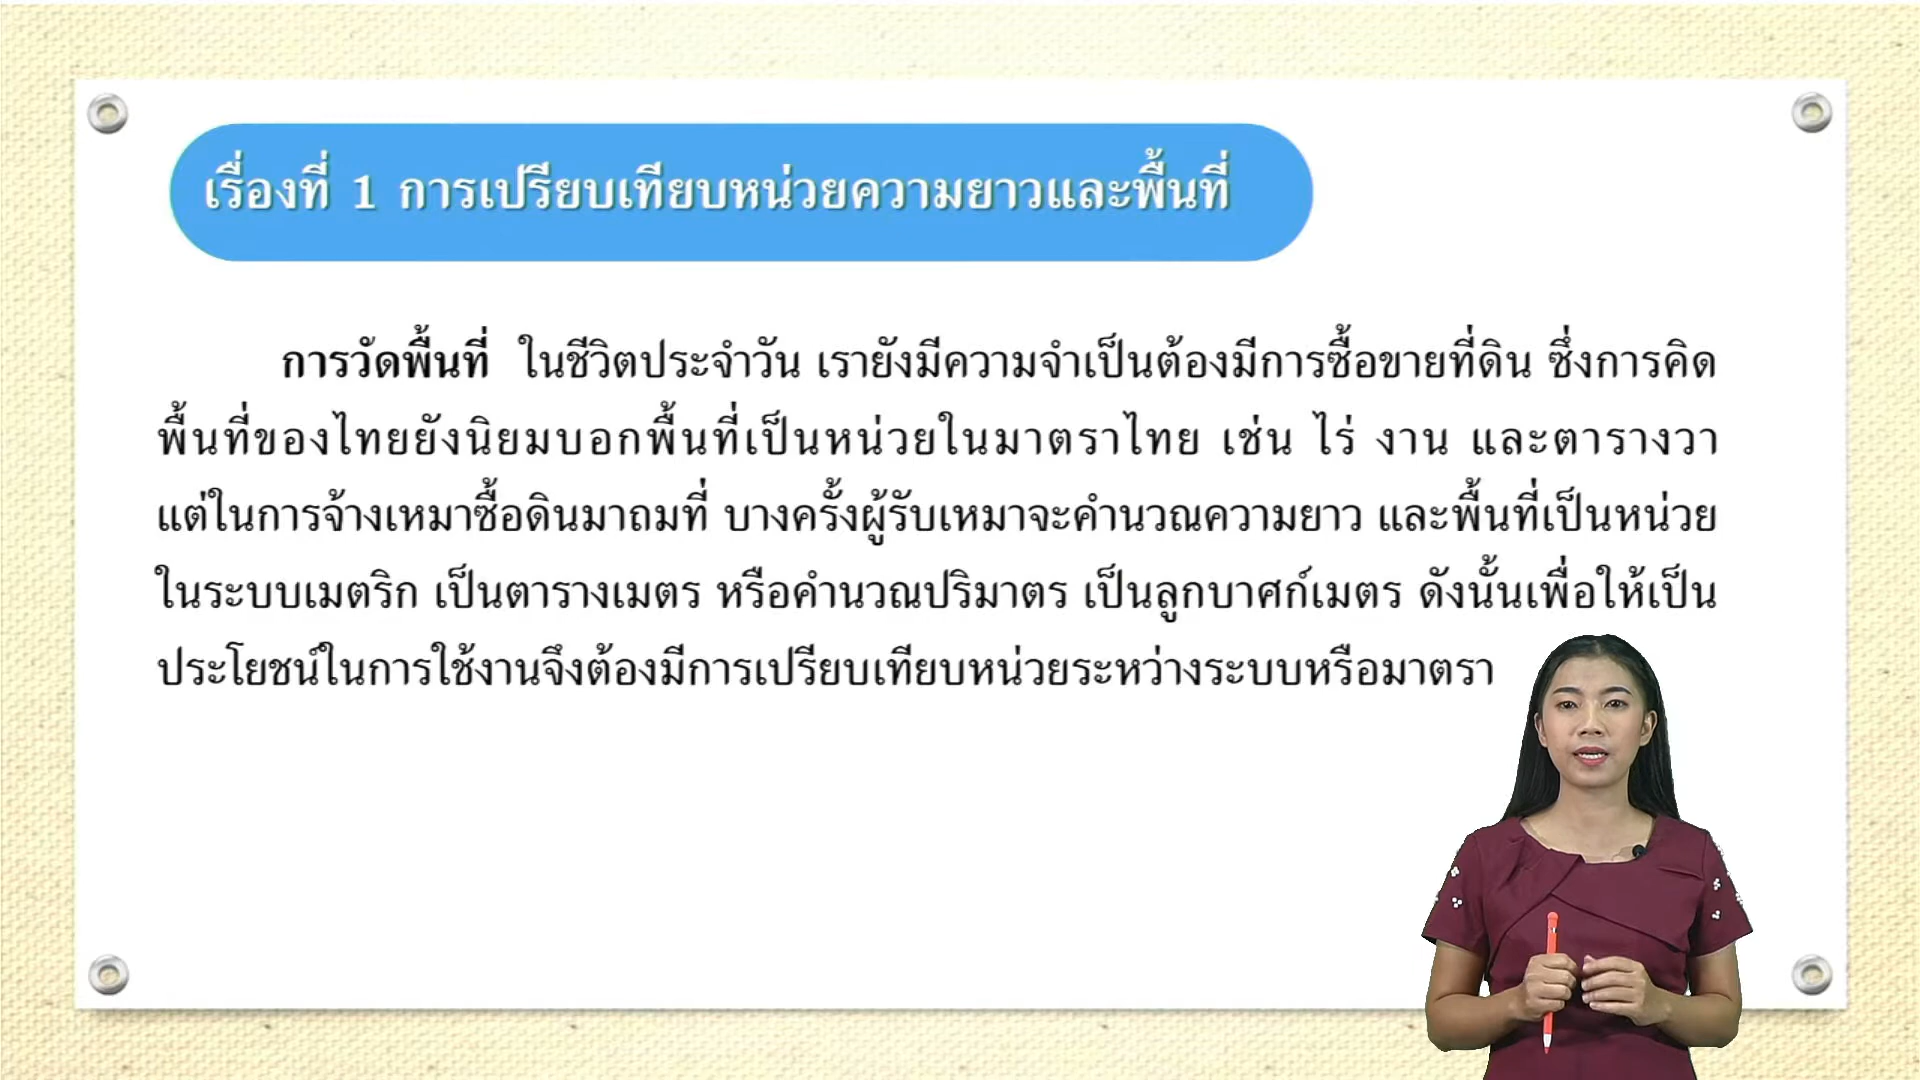 เรื่องที่ 1 การเปรียบเทียบหน่วยความยาวและพื้นที่
การวัดพื้นที่ ในชีวิตประจำวัน เรายังมีความจำเป็นต้องมีการซื้อขายที่ดิน ซึ่งการคิด
พื้นที่ของไทยยังนิยมบอกพื้นที่เป็นหน่วยในมาตราไทย เช่น ไร่ งาน และตารางวา
แต่ในการจ้างเหมาซื้อดินมาถมที่ บางครั้งผู้รับเหมาจะคำนวณความยาว และพื้นที่เป็นหน่วย
ในระบบเมตริก เป็นตารางเมตร หรือคำนวณปริมาตร เป็นลูกบาศก์เมตร ดังนั้นเพื่อให้เป็น
ประโยชน์ในการใช้งานจึงต้องมีการเปรียบเทียบหน่วยระหว่างระบบหรือมาตรา